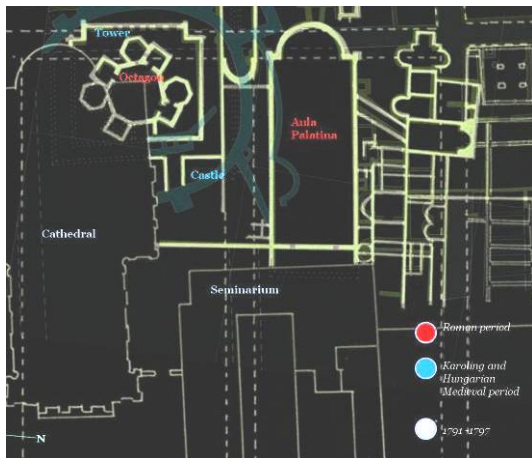 Tower
Octagon
Aula
Palatina
Castle
Cathedral
Seminarium
Roman period
Karoling and
Hungarian
Medieval period
1791-1797
N